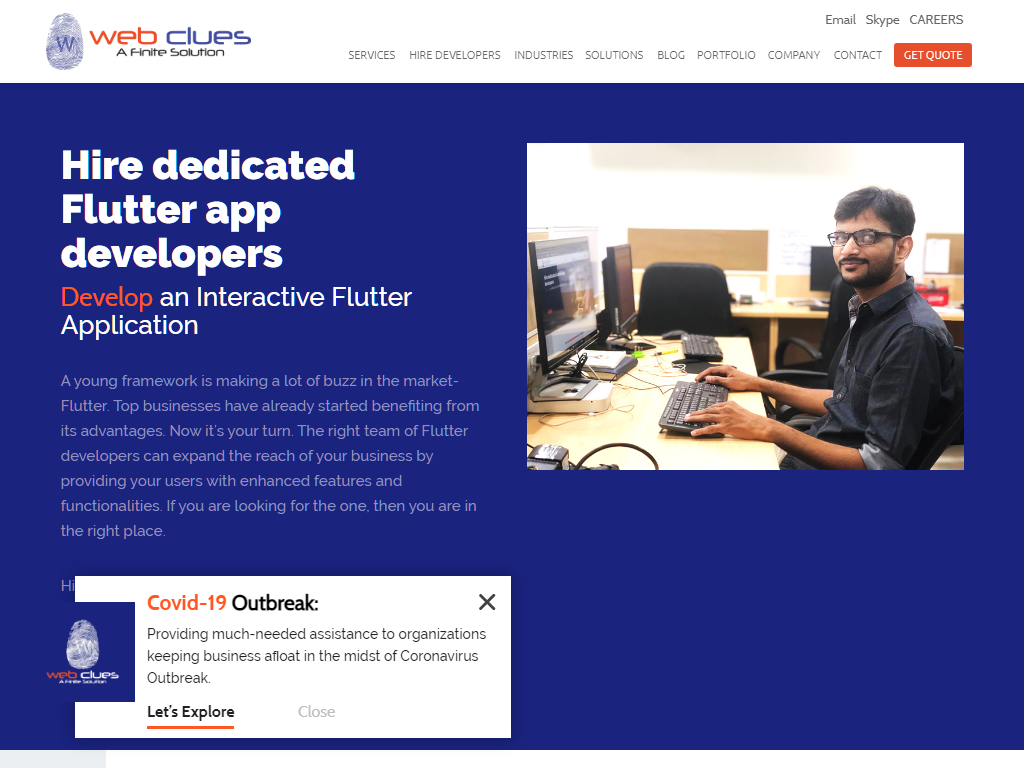 Email Skype CAREERS
W
web clues
A Finite Solution
SERVICES HIRE DEVELOPERS INDUSTRIES SOLUTIONS BLOG PORTFOLIO COMPANY CONTACT GET QUOTE
Hire dedicated
Flutter app
developers
Develop an Interactive Flutter
Application
A young framework is making a lot of buzz in the market-
Flutter. Top businesses have already started benefiting from
its advantages. Now it's your turn. The right team of Flutter
developers can expand the reach of your business by
providing your users with enhanced features and
functionalities. If you are looking for the one, then you are in
the right place.
Hi
Covid-19 Outbreak:
Providing much-needed assistance to organizations
keeping business afloat in the midst of Coronavirus
Outbreak.
web clues
A Finite Solution
Let's Explore Close